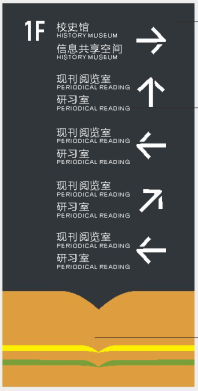 1F
校史馆
HISTORY MUSEUM
信息共享空间
HISTORY MUSEUM
现刊阅览室
PERIODICAL READING
研习室
PERIODICAL READING
现刊阅览室
PERIODICAL READING
研习室
PERIODICAL READING
现刊阅览室
PERIODICAL READING
研习室
PERIODICAL READING
现刊阅览室
PERIODICAL READING
研习室
PERIODICAL READING